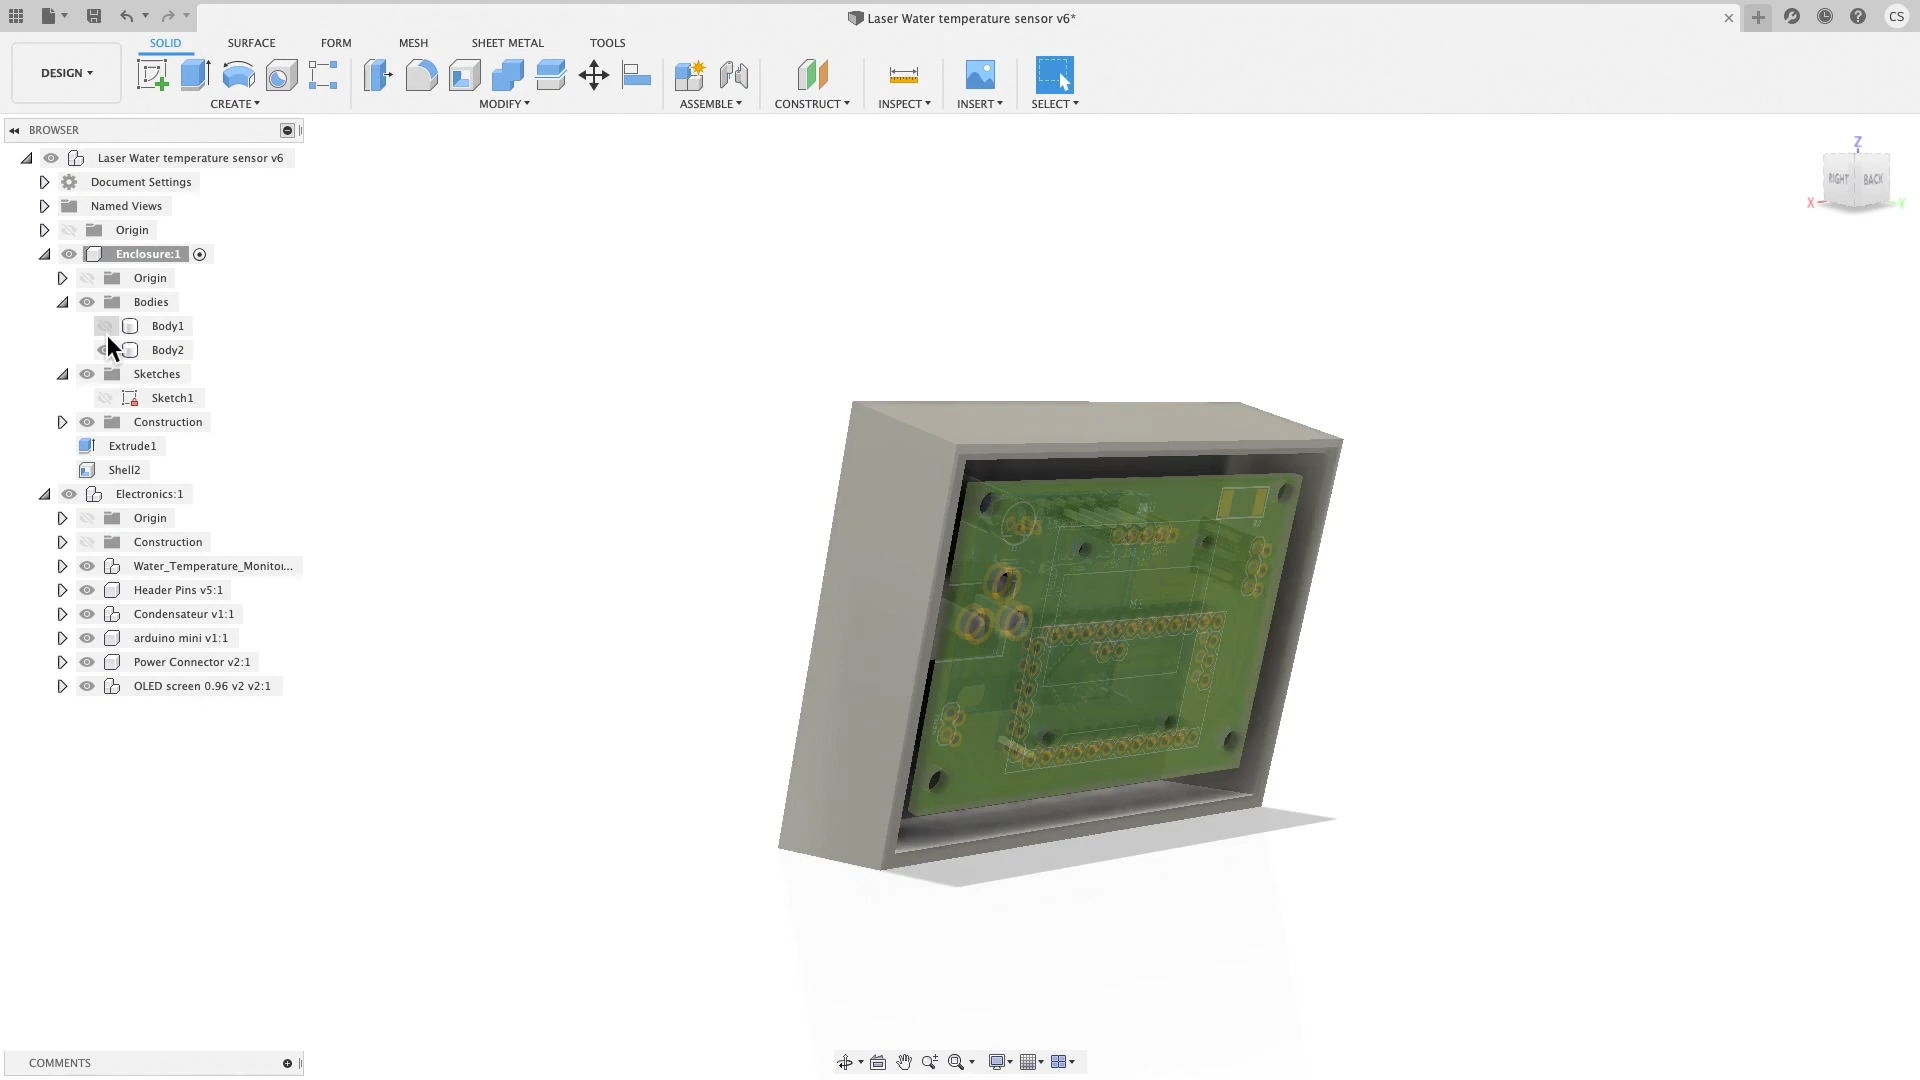 Laser Water temperature sensor v6*
CS
SOLID SURFACE FORM MESH SHEET METAL TOOLS
DESIGN
CREATE MODIFY ASSEMBLE CONSTRUCT INSPECT INSERT SELECT
BROWSER
Laser Water temperature sensor v6
Document Settings
Named Views
Origin
Enclosure:1
Origin
Bodies
Body1
Body2
Sketches
Sketch1
Construction
Extrude1
Shell2
Electronics:1
Origin
Construction
Water_Temperature_Monitor...
Header Pins v5:1
Condensateur v1:1
arduino mini v1:1
Power Connector v2:1
OLED screen 0.96 v2 v2:1
Z
RIGHT BACK
X Y
COMMENTS